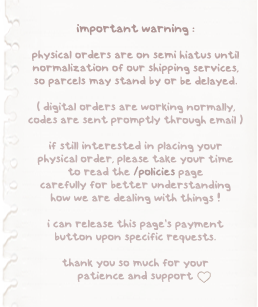 important warning :
physical orders are on semi hiatus until
normalization of our shipping services,
so parcels may stand by or be delayed.
( digital orders are working normally,
codes are sent promptly through email )
if still interested in placing your
physical order, please take your time
to read the /policies page
carefully for better understanding
how we are dealing with things !
i can release this page's payment
button upon specific requests.
thank you so much for your
patience and support ♡